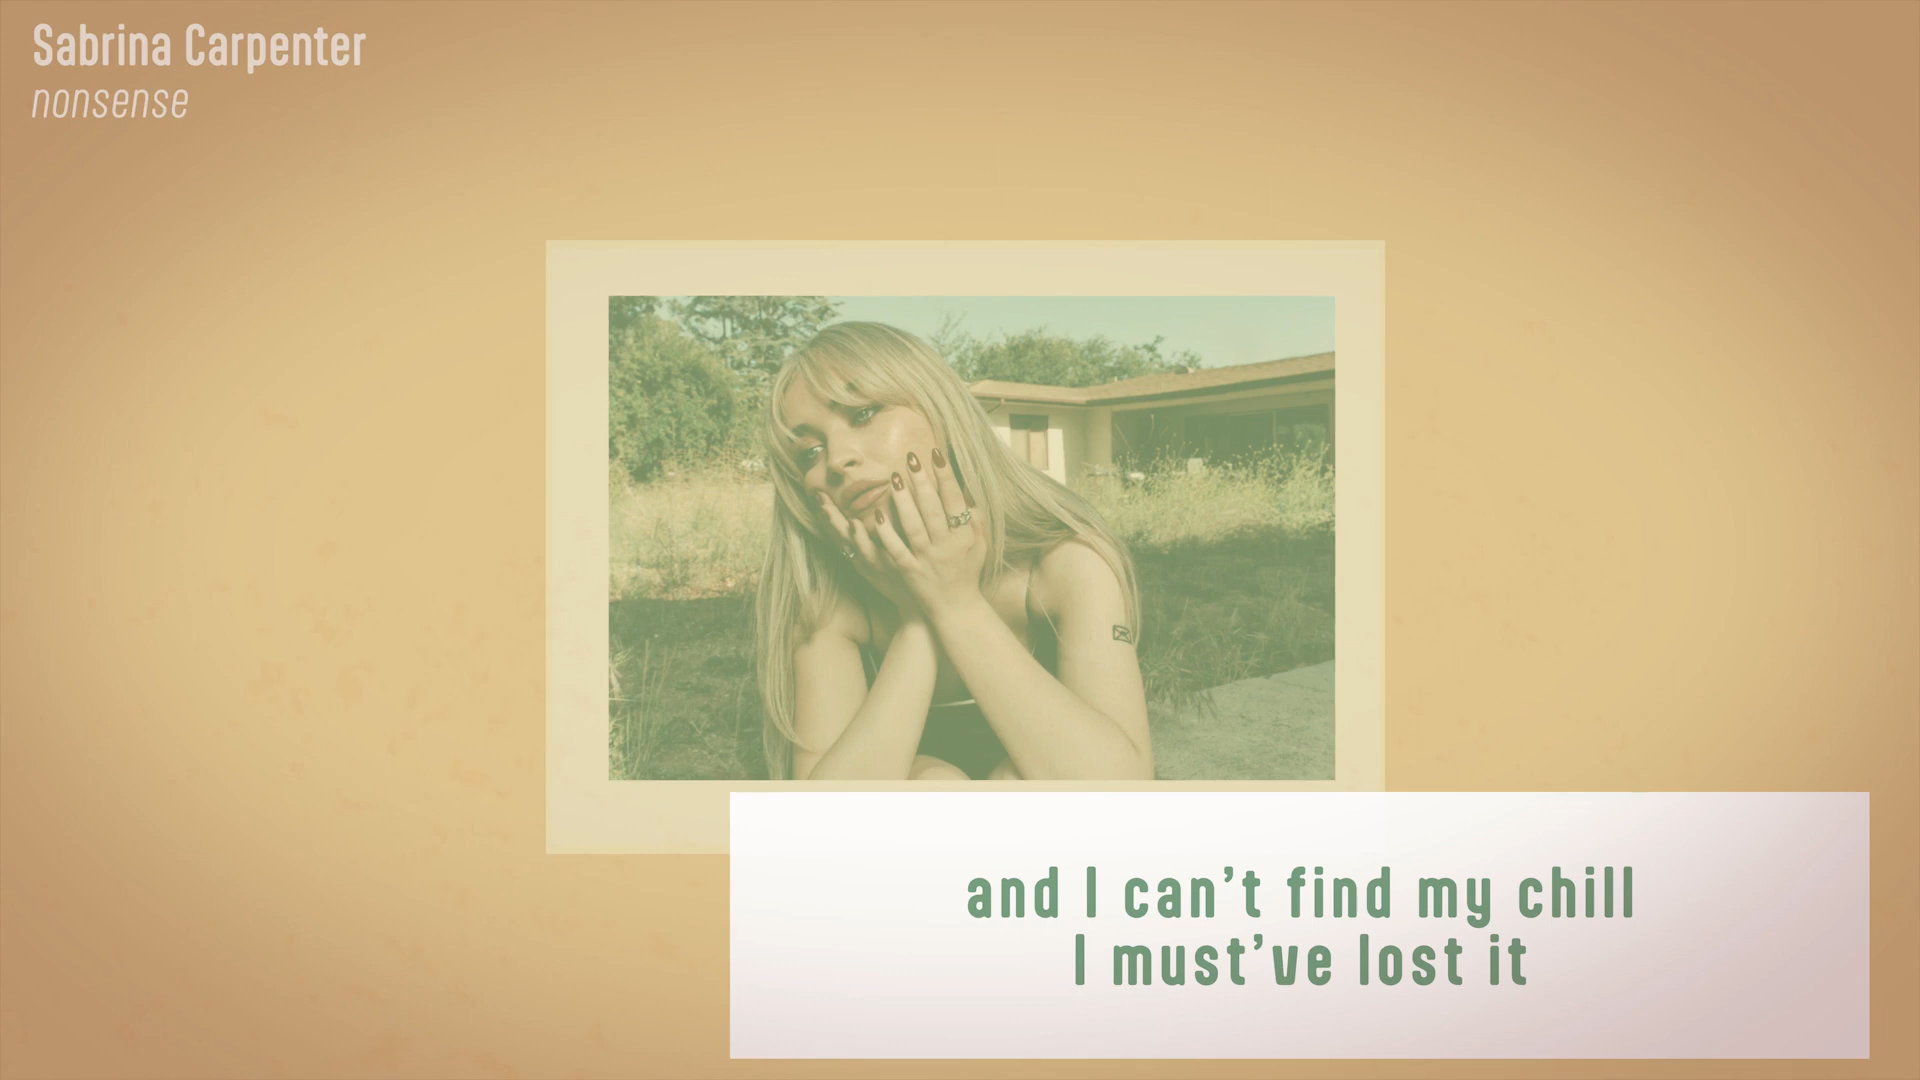 Sabrina Carpenter
nonsense
and I can’t find my chill
I must’ve lost it